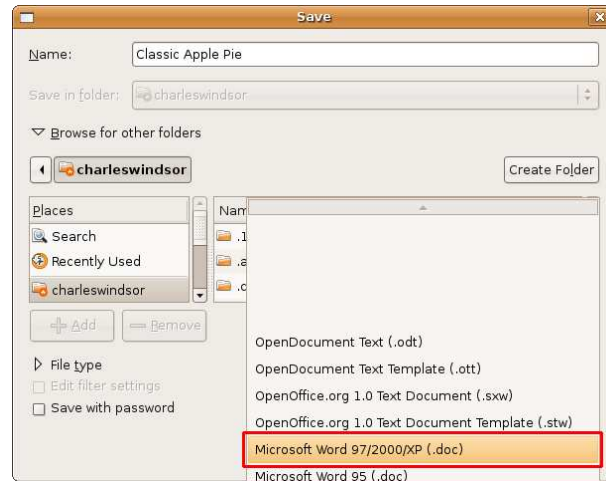 Save
Name: Classic Apple Pie
Save in folder: charleswindsor
Browse for other folders
charleswindsor Create Folder
Places
Search
Recently Used
charleswindsor
Add Remove
File type
Edit filter settings
Save with password
Nam
.a
OpenDocument Text (.odt)
OpenDocument Text Template (.ott)
OpenOffice.org 1.0 Text Document (.sxw)
OpenOffice.org 1.0 Text Document Template (.stw)
Microsoft Word 97/2000/XP (.doc)
Microsoft Word 95 (.doc)